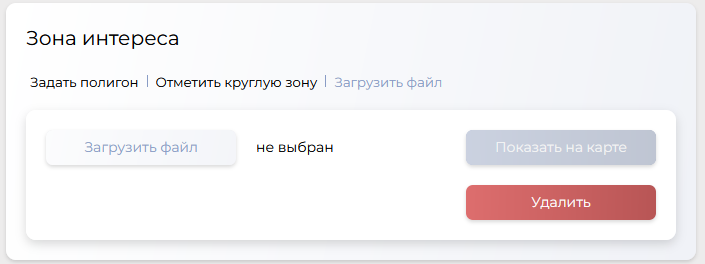 Зона интереса
Задать полигон | Отметить круглую зону | Загрузить файл
Загрузить файл не выбран Показать на карте
Удалить